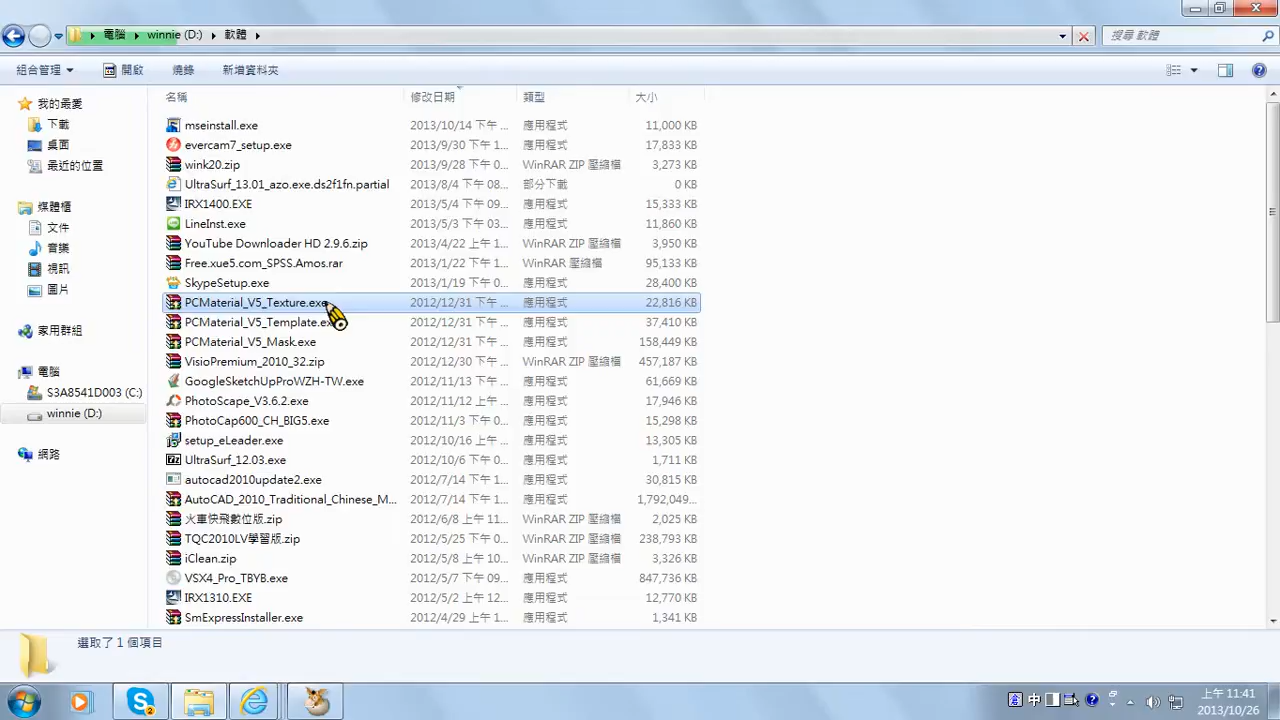 電腦 winnie (D:) 軟體 搜尋 軟體
組合管理 開啟 燒錄 新增資料夾
名稱 修改日期 類型 大小
我的最愛
下載
桌面
最近的位置
媒體櫃
文件
音樂
視訊
圖片
家用群組
電腦
S3A8541D003 (C:)
winnie (D:)
網路
mseinstall.exe 2013/10/14 下午 ... 應用程式 11,000 KB
evercam7_setup.exe 2013/9/30 下午 1... 應用程式 17,833 KB
wink20.zip 2013/9/28 下午 0... WinRAR ZIP 壓縮檔 3,273 KB
UltraSurf_13.01_azo.exe.ds2f1fn.partial 2013/8/4 下午 08... 部分下載 0 KB
IRX1400.EXE 2013/5/4 下午 09... 應用程式 15,333 KB
LineInst.exe 2013/5/3 下午 03... 應用程式 11,860 KB
YouTube Downloader HD 2.9.6.zip 2013/4/22 上午 1... WinRAR ZIP 壓縮檔 3,950 KB
Free.xue5.com_SPSS.Amos.rar 2013/1/22 下午 1... WinRAR 壓縮檔 95,133 KB
SkypeSetup.exe 2013/1/19 下午 0... 應用程式 28,400 KB
PCMaterial_V5_Texture.exe 2012/12/31 下午 ... 應用程式 22,816 KB
PCMaterial_V5_Template.exe 2012/12/31 下午 ... 應用程式 37,410 KB
PCMaterial_V5_Mask.exe 2012/12/31 下午 ... 應用程式 158,449 KB
VisioPremium_2010_32.zip 2012/12/30 下午 ... WinRAR ZIP 壓縮檔 457,187 KB
GoogleSketchUpProWZH-TW.exe 2012/11/13 下午 ... 應用程式 61,669 KB
PhotoScape_V3.6.2.exe 2012/11/12 上午 ... 應用程式 17,946 KB
PhotoCap600_CH_BIG5.exe 2012/11/3 下午 0... 應用程式 15,298 KB
setup_eLeader.exe 2012/10/16 上午 ... 應用程式 13,305 KB
UltraSurf_12.03.exe 2012/10/6 下午 0... 應用程式 1,711 KB
autocad2010update2.exe 2012/7/14 下午 1... 應用程式 30,815 KB
AutoCAD_2010_Traditional_Chinese_M... 2012/7/14 下午 1... 應用程式 1,792,049...
火車快飛數位版.zip 2012/6/8 上午 11... WinRAR ZIP 壓縮檔 2,025 KB
TQC2010LV學習版.zip 2012/5/25 下午 0... WinRAR ZIP 壓縮檔 238,793 KB
iClean.zip 2012/5/8 上午 10... WinRAR ZIP 壓縮檔 3,326 KB
VSX4_Pro_TBYB.exe 2012/5/7 下午 09... 應用程式 847,736 KB
IRX1310.EXE 2012/5/2 上午 12... 應用程式 12,770 KB
SmExpressInstaller.exe 2012/4/29 上午 1... 應用程式 1,341 KB
選取了 1 個項目
中
上午 11:41
2013/10/26